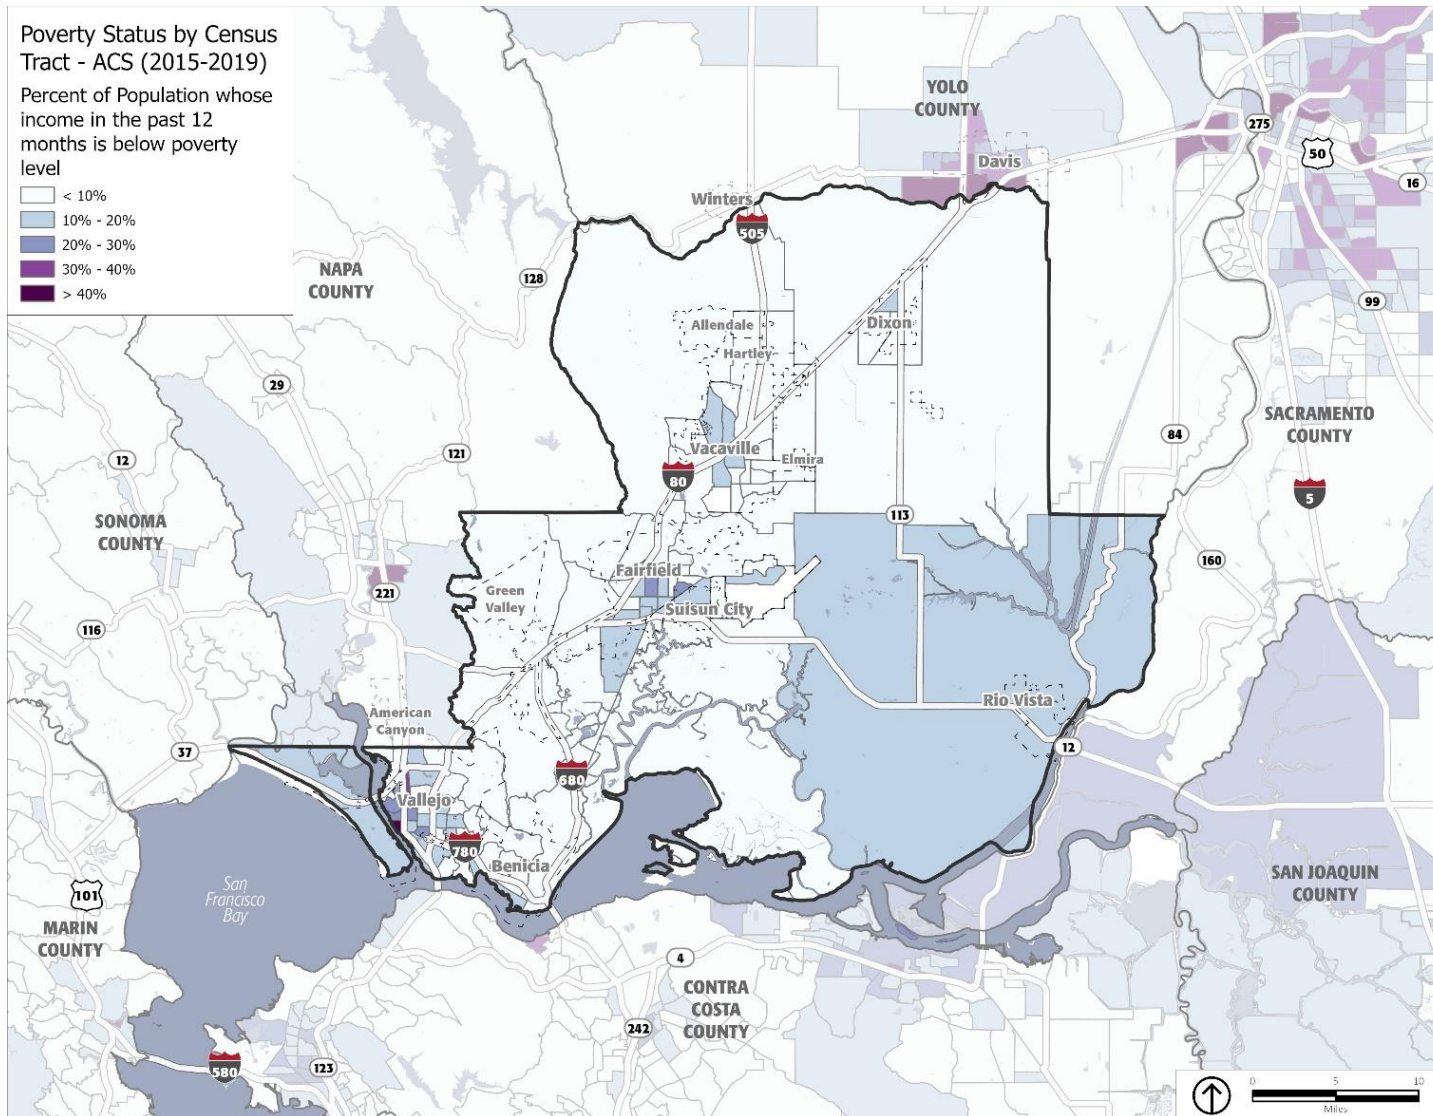 Poverty Status by Census
Tract - ACS (2015-2019)
Percent of Population whose
income in the past 12
months is below poverty
level
< 10%
10% - 20%
20% - 30%
30% - 40%
> 40%
YOLO
COUNTY
275
50
Davis
16
Winters
505
NAPA
COUNTY
128
99
Allendale
Dixon
Hartley
29
SACRAMENTO
COUNTY
84
12
121
Vacaville
Elmira
80
5
SONOMA
COUNTY
113
160
Fairfield
221
Green
Valley
Suisun City
116
Rio Vista
American
Canyon
37
12
680
Vallejo
780
Benicia
San
Francisco
Bay
101
MARIN
COUNTY
SAN JOAQUIN
COUNTY
4
CONTRA
COSTA
COUNTY
242
580
123
0 5 10
Miles